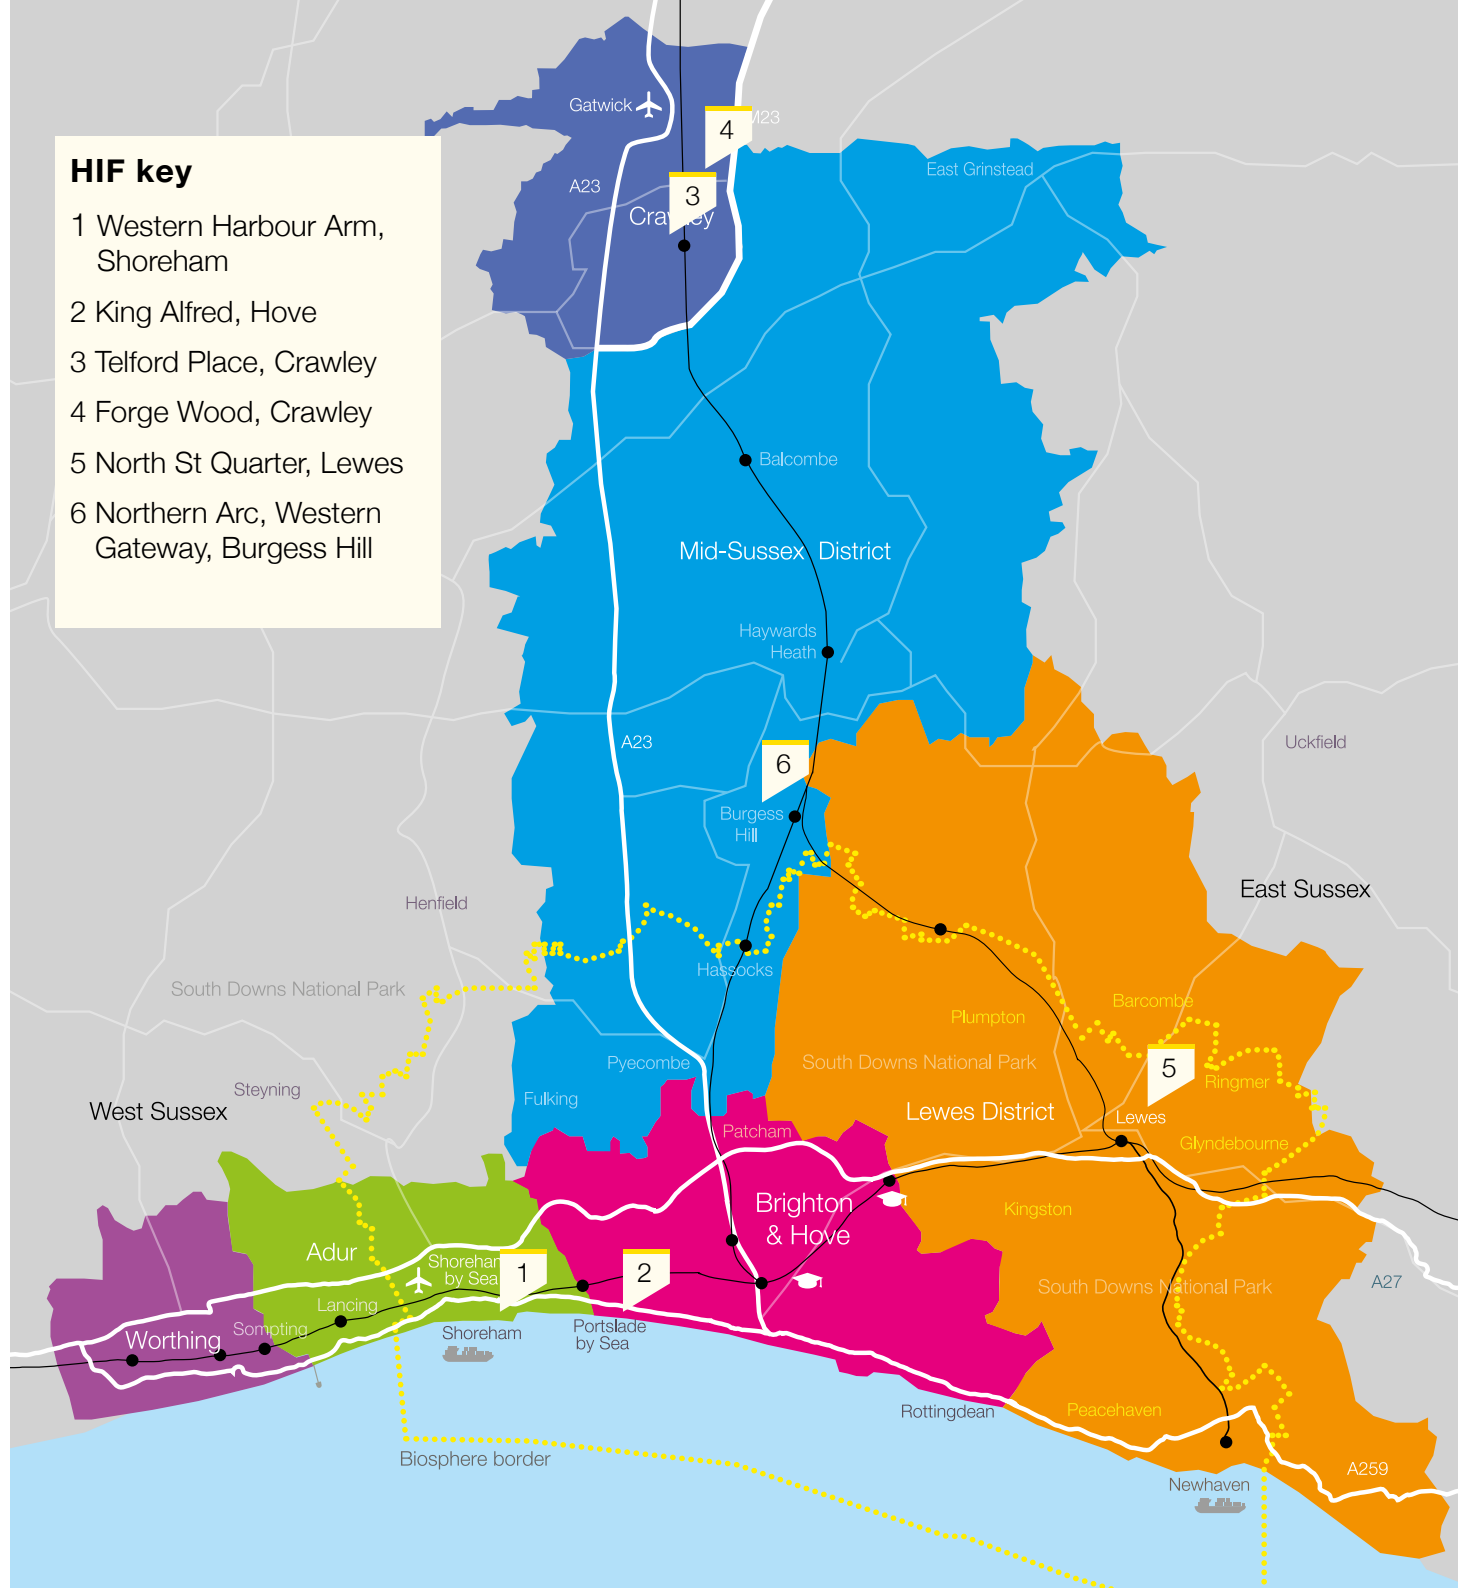 HIF key
1 Western Harbour Arm,
Shoreham
2 King Alfred, Hove
3 Telford Place, Crawley
4 Forge Wood, Crawley
5 North St Quarter, Lewes
6 Northern Arc, Western
Gateway, Burgess Hill
Gatwick
M23
4
A23
3
Crawley
East Grinstead
Balcombe
Mid-Sussex District
Haywards
Heath
A23
Uckfield
6
Burgess
Hill
East Sussex
Henfield
Hassocks
South Downs National Park
Barcombe
Plumpton
Pyecombe
South Downs National Park
5
Ringmer
Steyning
Fulking
West Sussex
Lewes District
Lewes
Patcham
Glyndebourne
Brighton
& Hove
Kingston
Adur
Shoreham
by Sea
1
2
South Downs National Park
A27
Lancing
Sompting
Worthing
Shoreham
Portslade
by Sea
Rottingdean
Peacehaven
Biosphere border
A259
Newhaven